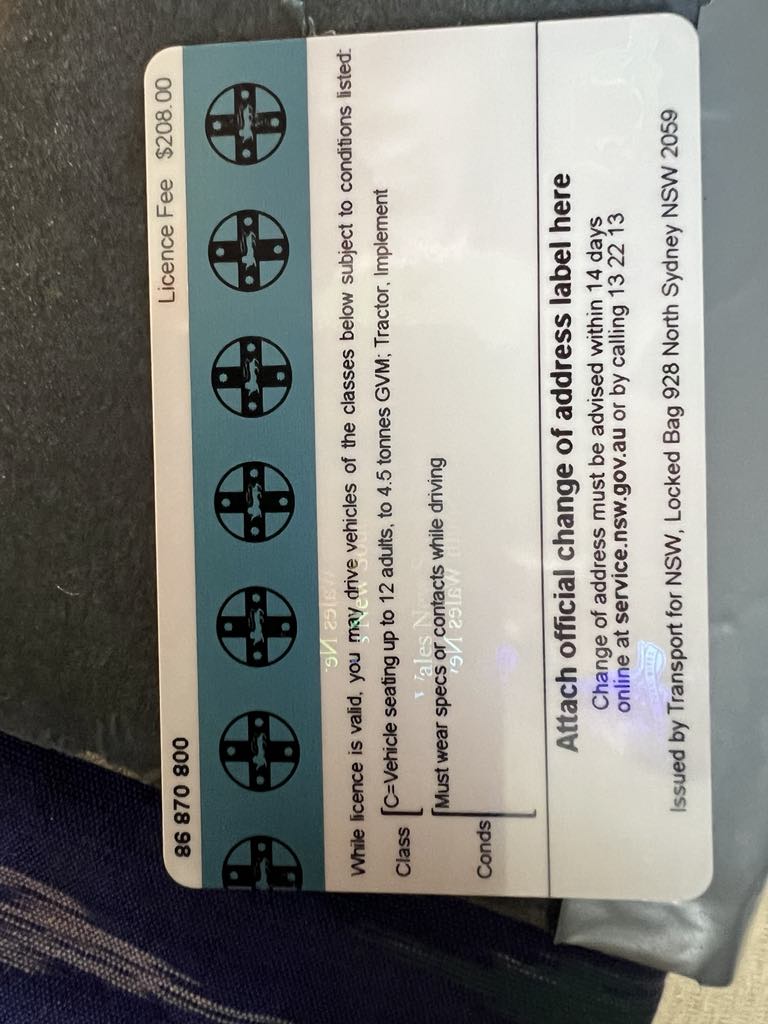 86 870 800 Licence Fee $208.00
While licence is valid, you may drive vehicles of the classes below subject to conditions listed:
Class [C=Vehicle seating up to 12 adults, to 4.5 tonnes GVM; Tractor, Implement
[Must wear specs or contacts while driving
Conds
Attach official change of address label here
Change of address must be advised within 14 days
online at service.nsw.gov.au or by calling 13 22 13
Issued by Transport for NSW, Locked Bag 928 North Sydney NSW 2059